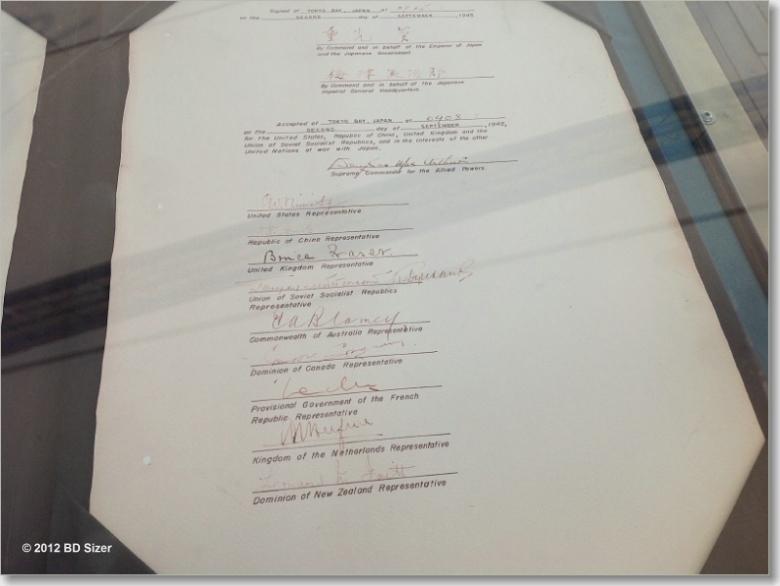 Signed at TOKYO BAY, JAPAN at
on the SECOND day of SEPTEMBER, 1945
重光葵
By Command and in behalf of the Emperor of Japan
and the Japanese Government
梅津美治郎
By Command and in behalf of the Japanese
Imperial General Headquarters
Accepted at TOKYO BAY, JAPAN at 0908
on the SECOND day of SEPTEMBER, 1945,
for the United States, Republic of China, United Kingdom and the
Union of Soviet Socialist Republics, and in the interests of the other
United Nations at war with Japan.
Douglas MacArthur
Supreme Commander for the Allied Powers.
CWNimitz
United States Representative
Republic of China Representative
Bruce Fraser
United Kingdom Representative
Union of Soviet Socialist Republics
Representative
Commonwealth of Australia Representative
Dominion of Canada Representative
Provisional Government of the French
Republic Representative
Kingdom of the Netherlands Representative
Dominion of New Zealand Representative
© 2012 BD Sizer